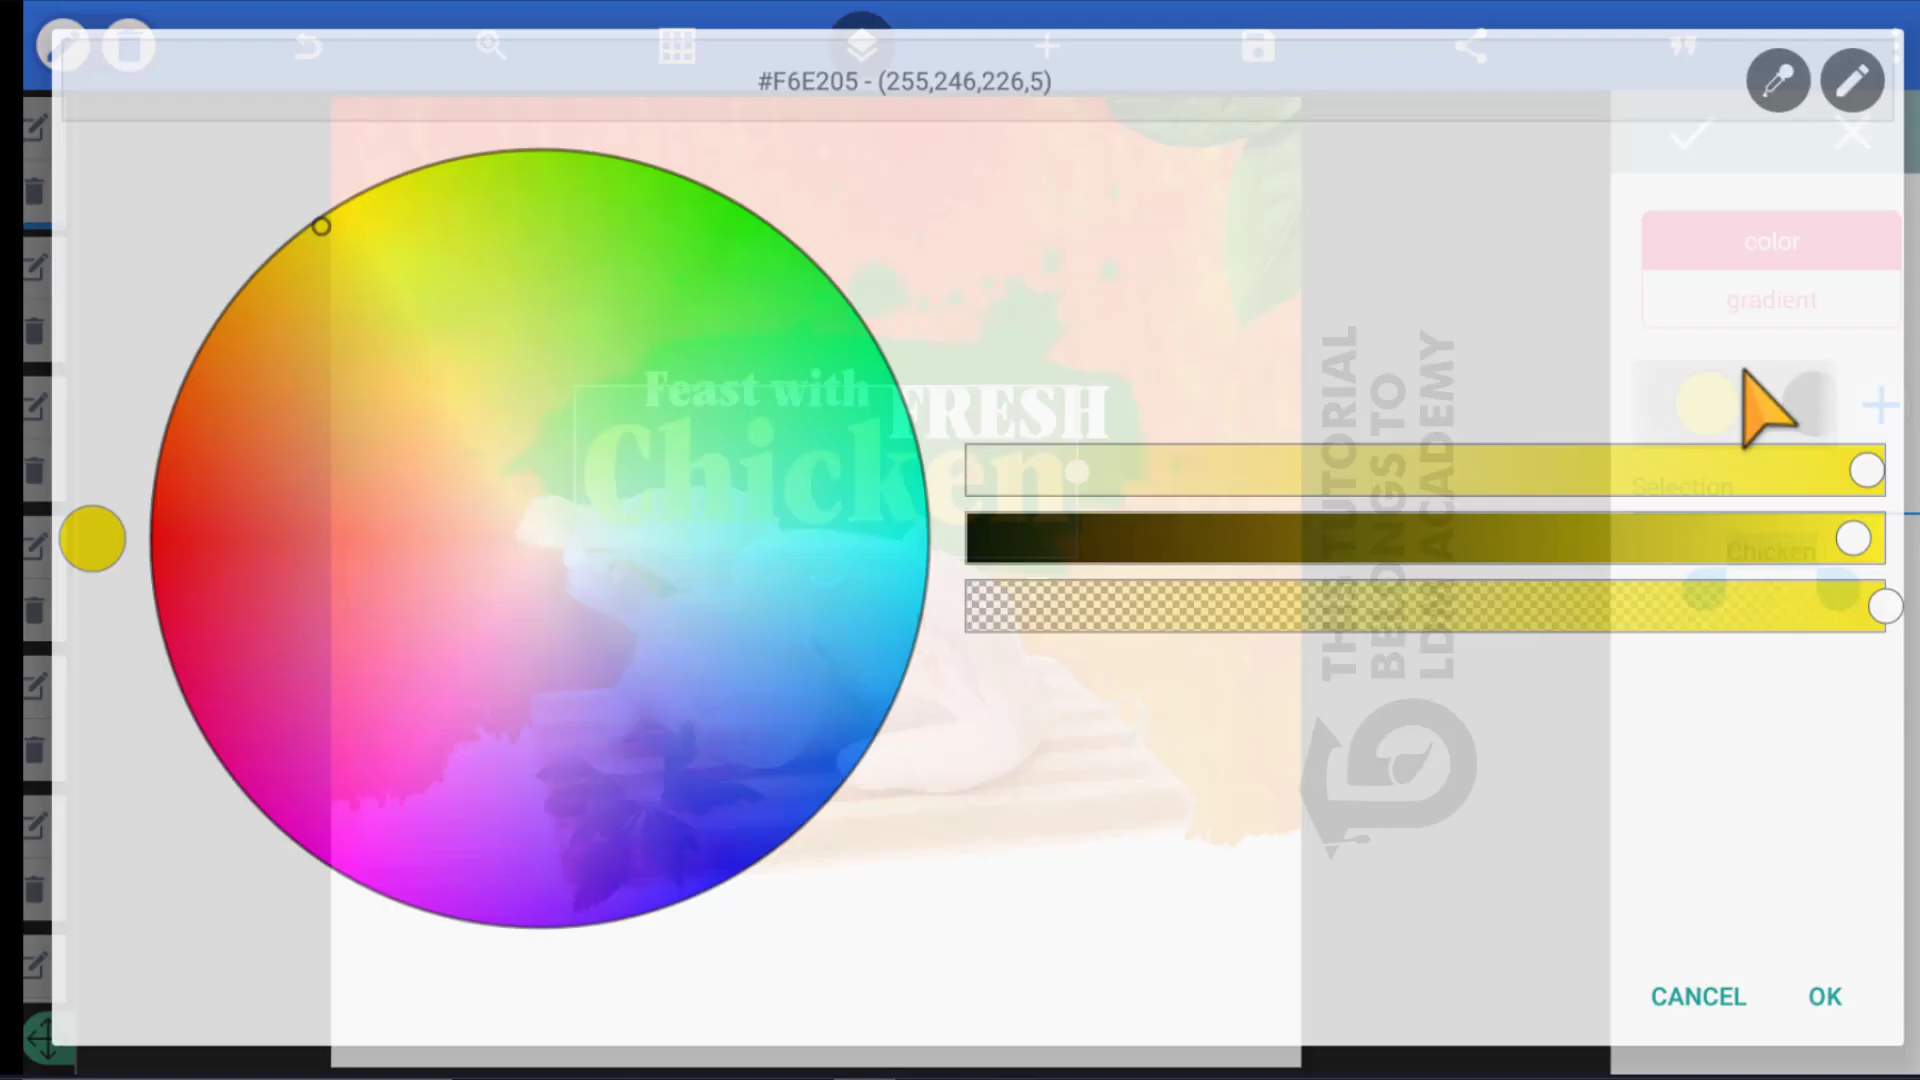 #F6E205 - (255,246,226,5)
color
gradient
Feast with
FRESH
Chicken
Selection
Chicken
THIS TUTORIAL
BELONGS TO
LDM ACADEMY
CANCEL
OK